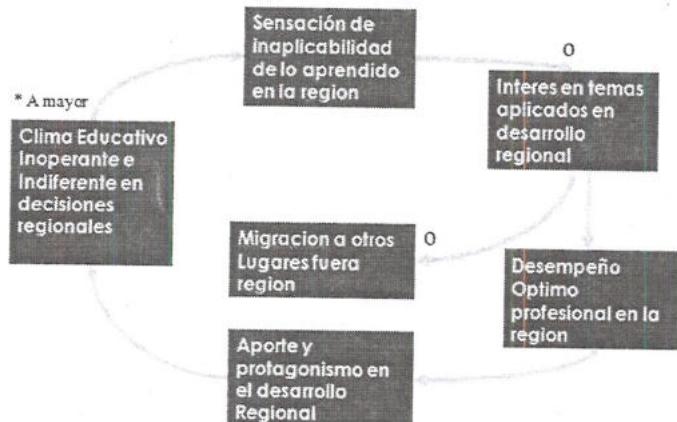 Sensación de
inaplicabilidad
de lo aprendido
en la region
O
Interes en temas
aplicados en
desarrollo
regional
* A mayor
Clima Educativo
Inoperante e
Indiferente en
decisiones
regionales
Migracion a otros
Lugares fuera
region
O
Desempeño
Optimo
profesional en la
region
Aporte y
protagonismo en
el desarrollo
Regional